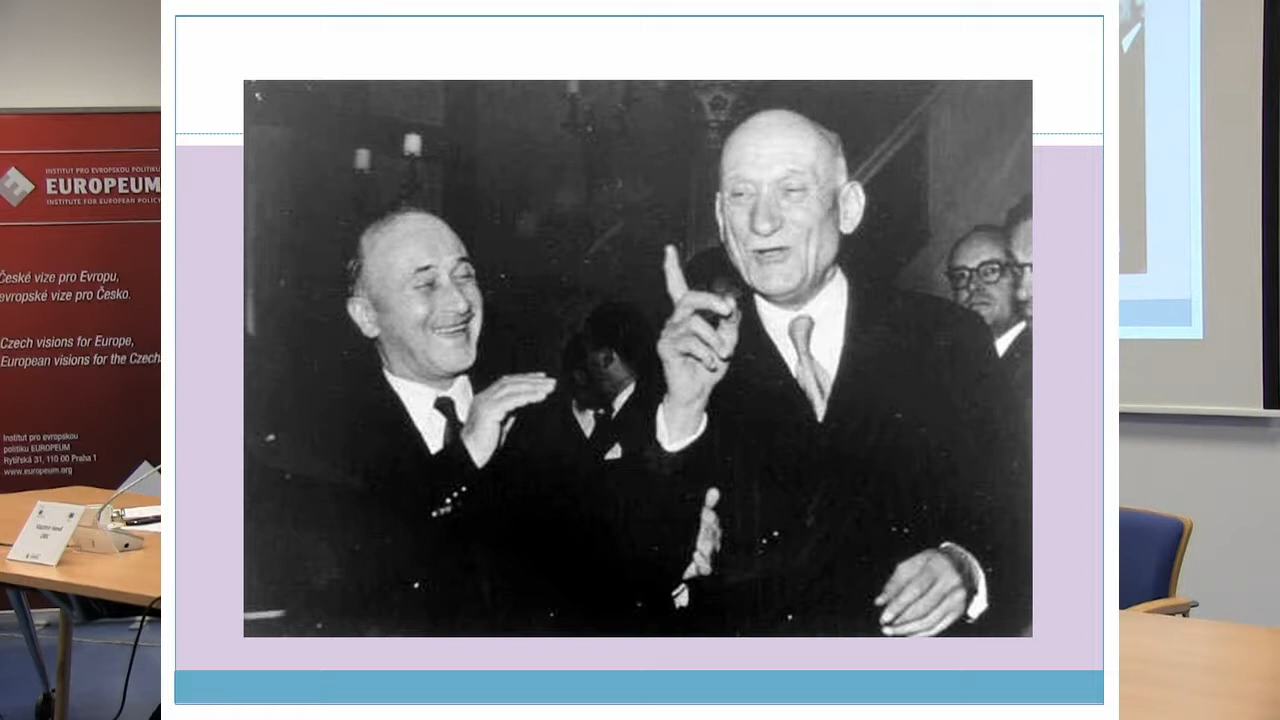 INSTITUT PRO EVROPSKOU POLITIKU
EUROPEUM
INSTITUTE FOR EUROPEAN POLICY
České vize pro Evropu,
evropské vize pro Česko.
Czech visions for Europe,
European visions for the Czech
Institut pro evropskou
politiku EUROPEUM
Rytířská 31, 110 00 Praha 1
www.europeum.org